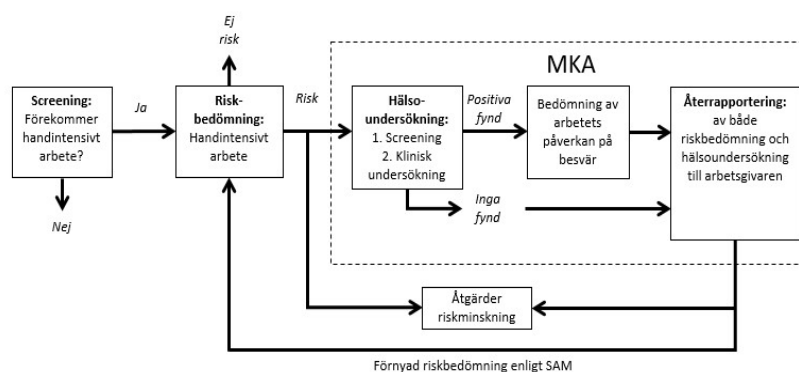 Screening:
Förekommer
handintensivt
arbete?
Ja
Nej
Ej
risk
Risk-
bedömning:
Handintensivt
arbete
Risk
MKA
Hälso-
undersökning:
1. Screening
2. Klinisk
undersökning
Positiva
fynd
Inga
fynd
Bedömning av
arbetets
påverkan på
besvär
Återrapportering:
av både
riskbedömning och
hälsoundersökning
till arbetsgivaren
Åtgärder
riskminskning
Förnyad riskbedömning enligt SAM